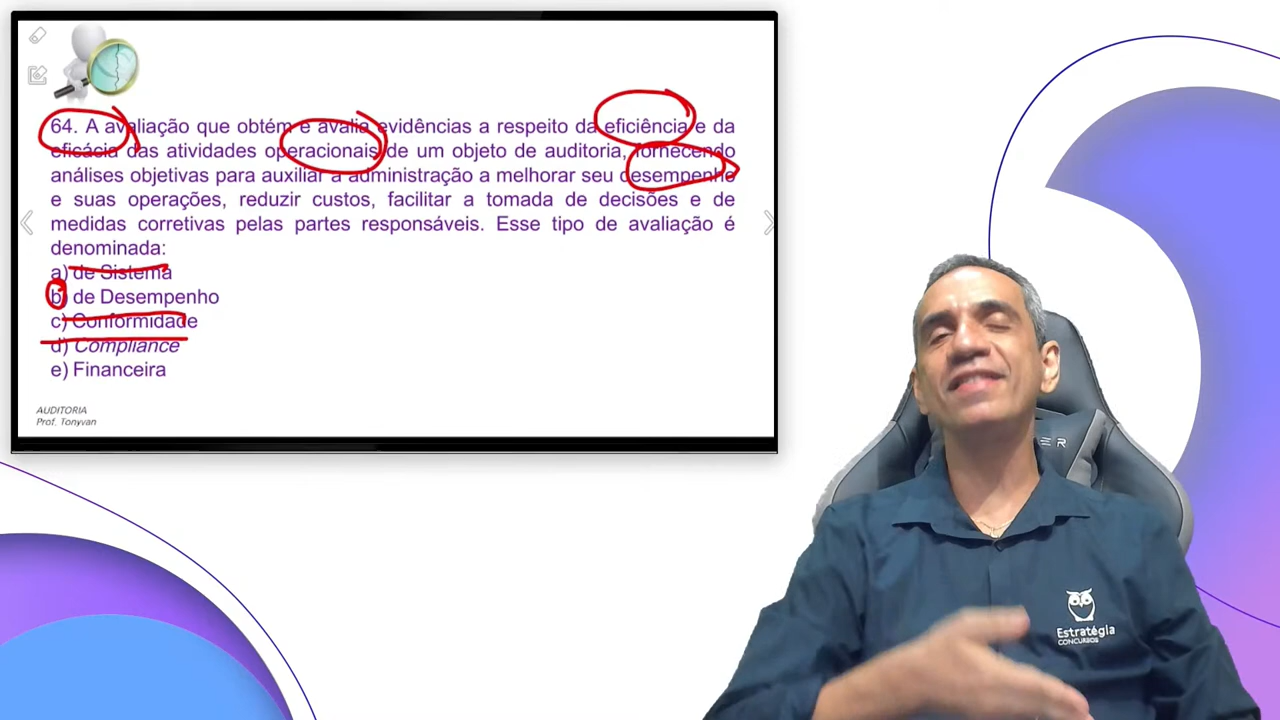 64. A avaliação que obtém e avalia evidências a respeito da eficiência e da
eficácia das atividades operacionais de um objeto de auditoria, fornecendo
análises objetivas para auxiliar a administração a melhorar seu desempenho
e suas operações, reduzir custos, facilitar a tomada de decisões e de
medidas corretivas pelas partes responsáveis. Esse tipo de avaliação é
denominada:
a) de Sistema
b) de Desempenho
c) Conformidade
d) Compliance
e) Financeira
AUDITORIA
Prof. Tonyvan
ER
Estratégia
CONCURSOS